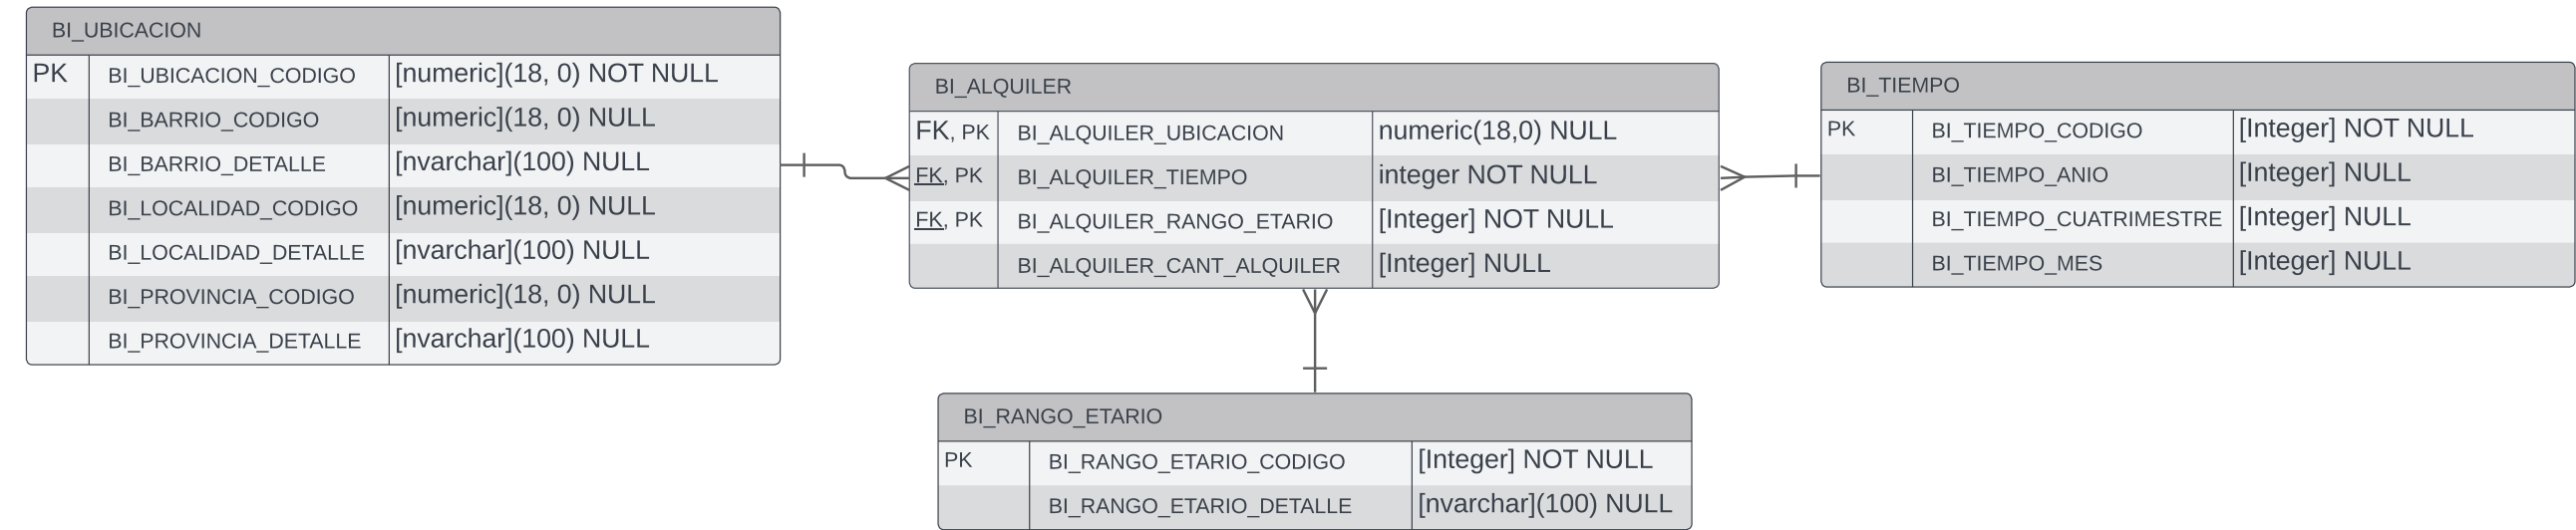 BI_UBICACION
PK BI_UBICACION_CODIGO [numeric](18, 0) NOT NULL
BI_BARRIO_CODIGO [numeric](18, 0) NULL
BI_BARRIO_DETALLE [nvarchar](100) NULL
BI_LOCALIDAD_CODIGO [numeric](18, 0) NULL
BI_LOCALIDAD_DETALLE [nvarchar](100) NULL
BI_PROVINCIA_CODIGO [numeric](18, 0) NULL
BI_PROVINCIA_DETALLE [nvarchar](100) NULL
BI_ALQUILER
FK, PK BI_ALQUILER_UBICACION numeric(18,0) NULL
FK, PK BI_ALQUILER_TIEMPO integer NOT NULL
FK, PK BI_ALQUILER_RANGO_ETARIO [Integer] NOT NULL
BI_ALQUILER_CANT_ALQUILER [Integer] NULL
BI_TIEMPO
PK BI_TIEMPO_CODIGO [Integer] NOT NULL
BI_TIEMPO_ANIO [Integer] NULL
BI_TIEMPO_CUATRIMESTRE [Integer] NULL
BI_TIEMPO_MES [Integer] NULL
BI_RANGO_ETARIO
PK BI_RANGO_ETARIO_CODIGO [Integer] NOT NULL
BI_RANGO_ETARIO_DETALLE [nvarchar](100) NULL